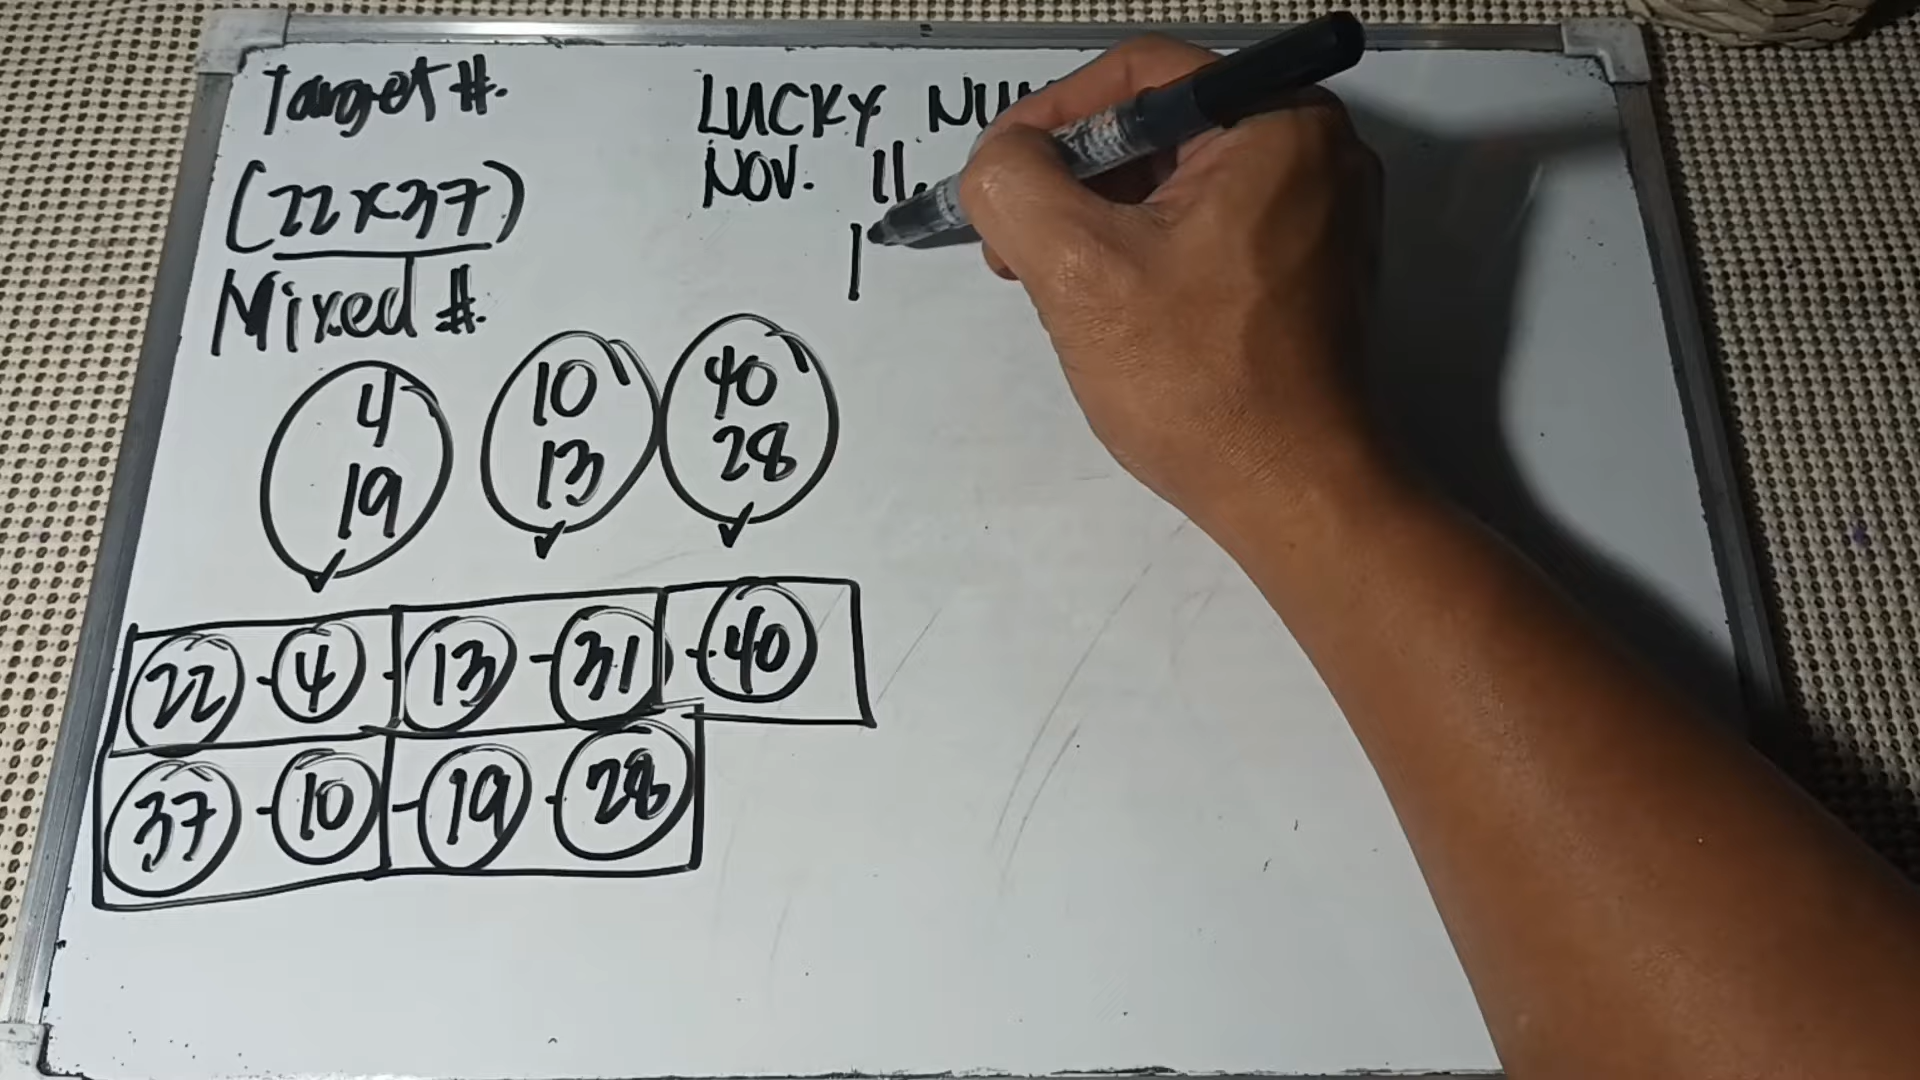 Target #.
(22x37)
Mixed #.
4
19
10
13
40
28
22 - 4 - 13 - 31 - 40
37 - 10 - 19 - 28
LUCKY
NOV. 11,
1